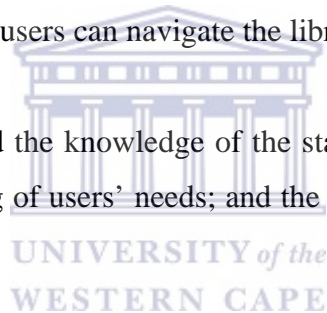 users can navigate the libr
d the knowledge of the sta
g of users' needs; and the
UNIVERSITY of the
WESTERN CAPE